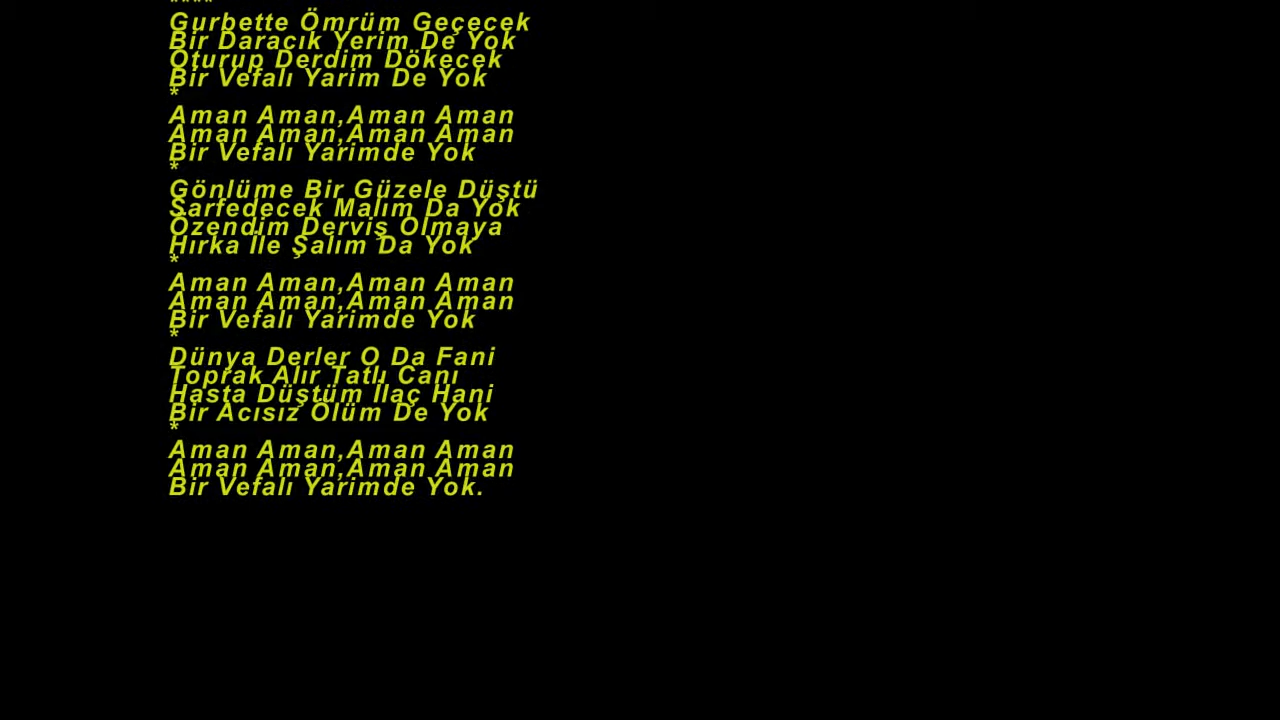 ****
Gurbette Ömrüm Geçecek
Bir Daracık Yerim De Yok
Oturup Derdim Dökecek
Bir Vefalı Yarim De Yok
*
Aman Aman,Aman Aman
Aman Aman,Aman Aman
Bir Vefalı Yarimde Yok
*
Gönlüme Bir Güzele Düştü
Sarfedecek Malım Da Yok
Özendim Derviş Olmaya
Hırka İle Şalım Da Yok
*
Aman Aman,Aman Aman
Aman Aman,Aman Aman
Bir Vefalı Yarimde Yok
*
Dünya Derler O Da Fani
Toprak Alır Tatlı Canı
Hasta Düştüm İlaç Hani
Bir Acısız Ölüm De Yok
*
Aman Aman,Aman Aman
Aman Aman,Aman Aman
Bir Vefalı Yarimde Yok.